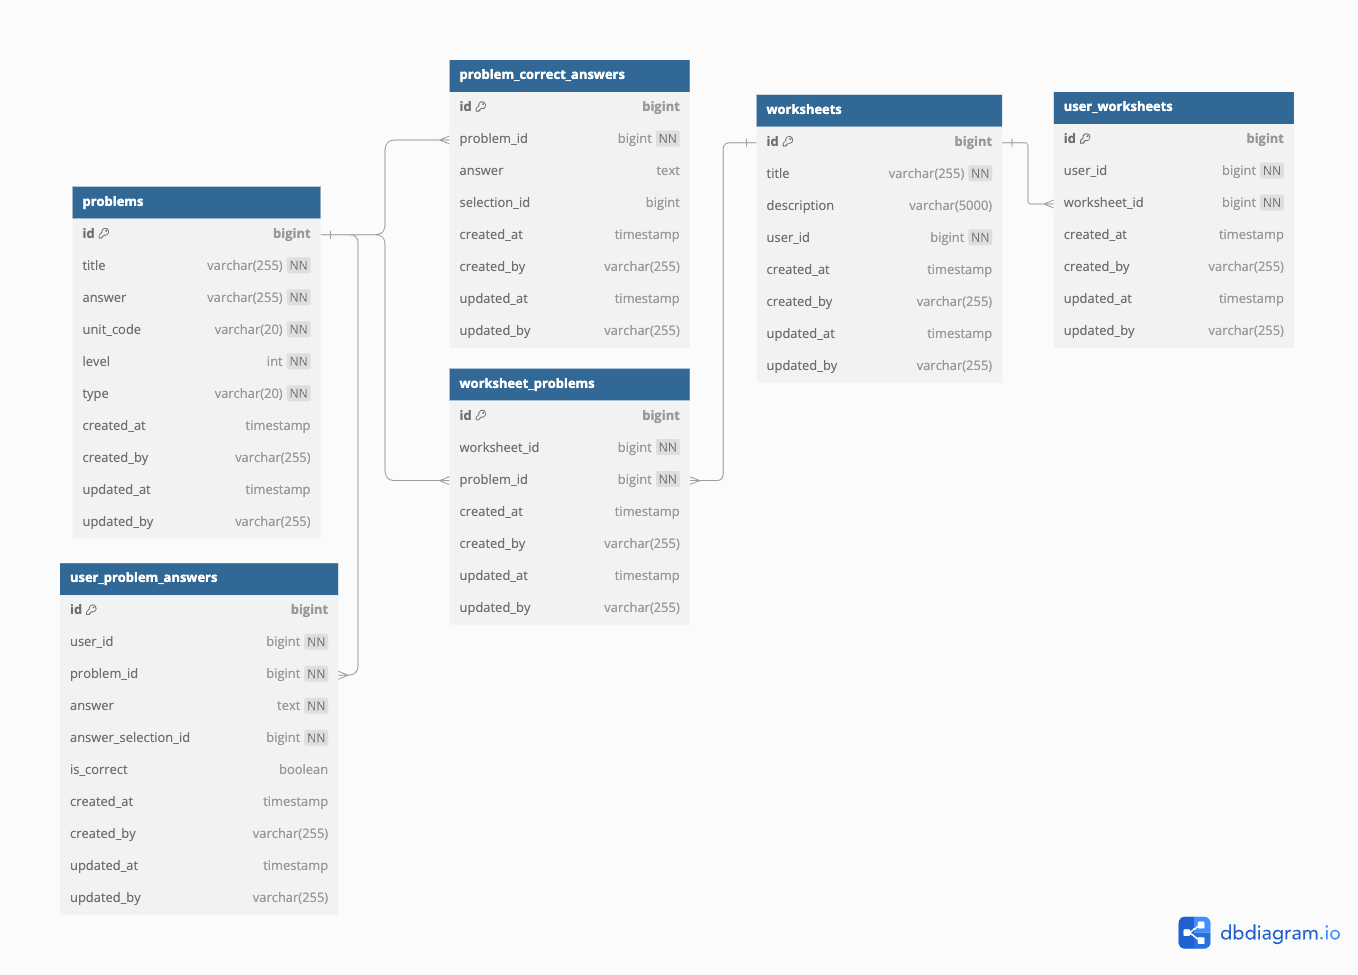 problems
id bigint
title varchar(255) NN
answer varchar(255) NN
unit_code varchar(20) NN
level int NN
type varchar(20) NN
created_at timestamp
created_by varchar(255)
updated_at timestamp
updated_by varchar(255)
user_problem_answers
id bigint
user_id bigint NN
problem_id bigint NN
answer text NN
answer_selection_id bigint NN
is_correct boolean
created_at timestamp
created_by varchar(255)
updated_at timestamp
updated_by varchar(255)
problem_correct_answers
id bigint
problem_id bigint NN
answer text
selection_id bigint
created_at timestamp
created_by varchar(255)
updated_at timestamp
updated_by varchar(255)
worksheet_problems
id bigint
worksheet_id bigint NN
problem_id bigint NN
created_at timestamp
created_by varchar(255)
updated_at timestamp
updated_by varchar(255)
worksheets
id bigint
title varchar(255) NN
description varchar(5000)
user_id bigint NN
created_at timestamp
created_by varchar(255)
updated_at timestamp
updated_by varchar(255)
user_worksheets
id bigint
user_id bigint NN
worksheet_id bigint NN
created_at timestamp
created_by varchar(255)
updated_at timestamp
updated_by varchar(255)
dbdiagram.io